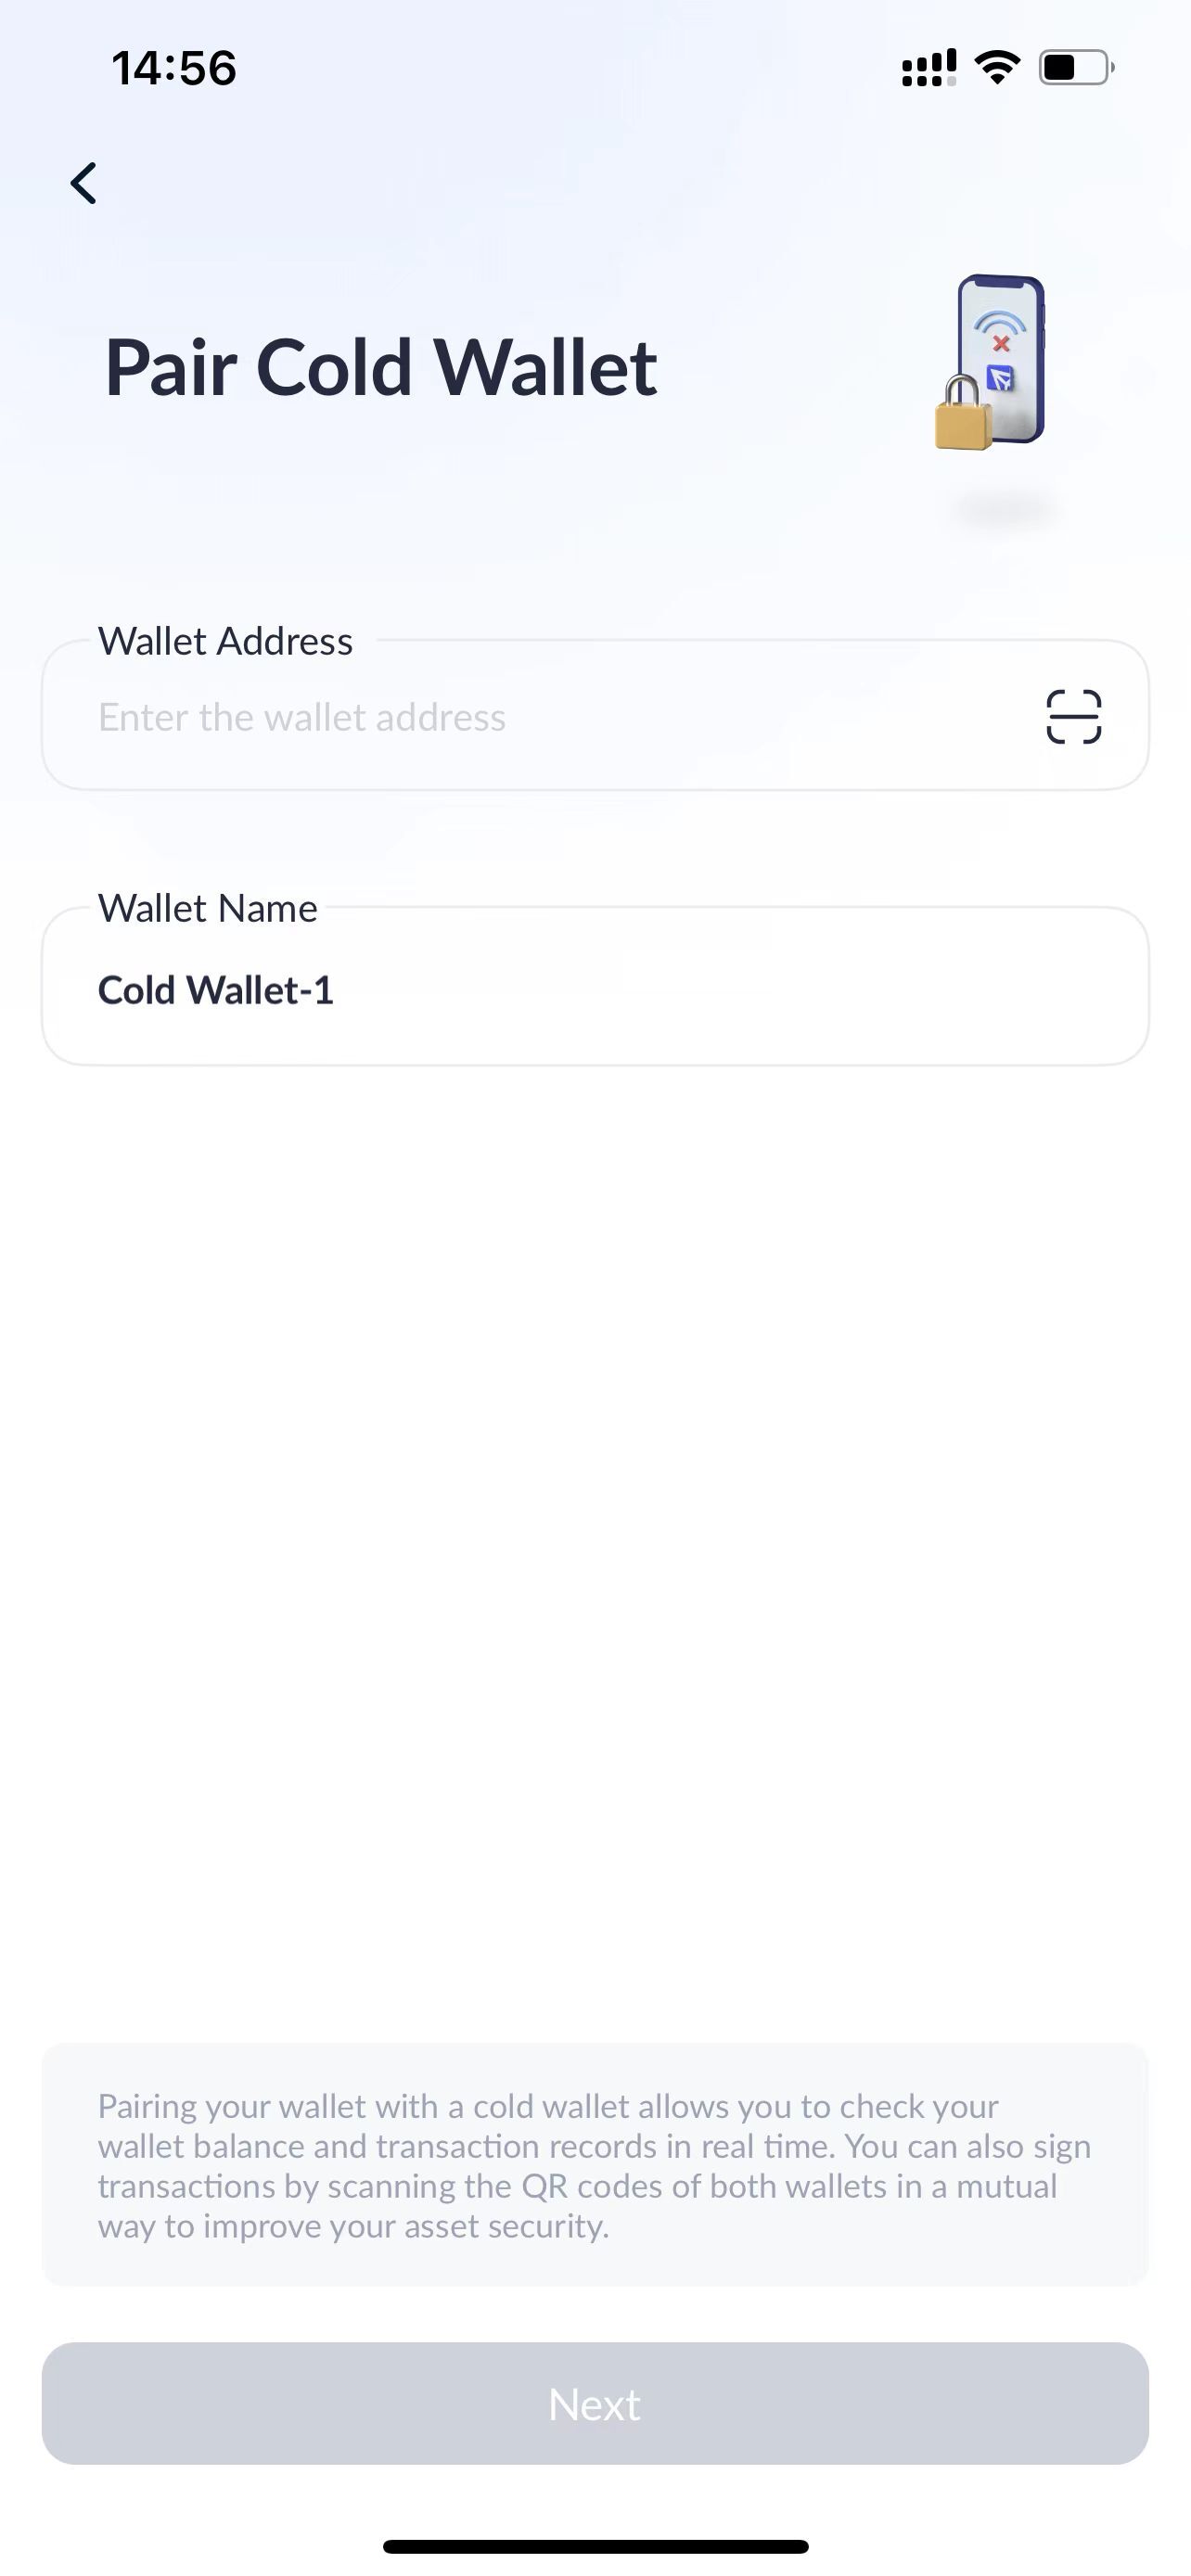 14:56
Pair Cold Wallet
Wallet Address
Enter the wallet address
Wallet Name
Cold Wallet-1
Pairing your wallet with a cold wallet allows you to check your
wallet balance and transaction records in real time. You can also sign
transactions by scanning the QR codes of both wallets in a mutual
way to improve your asset security.
Next